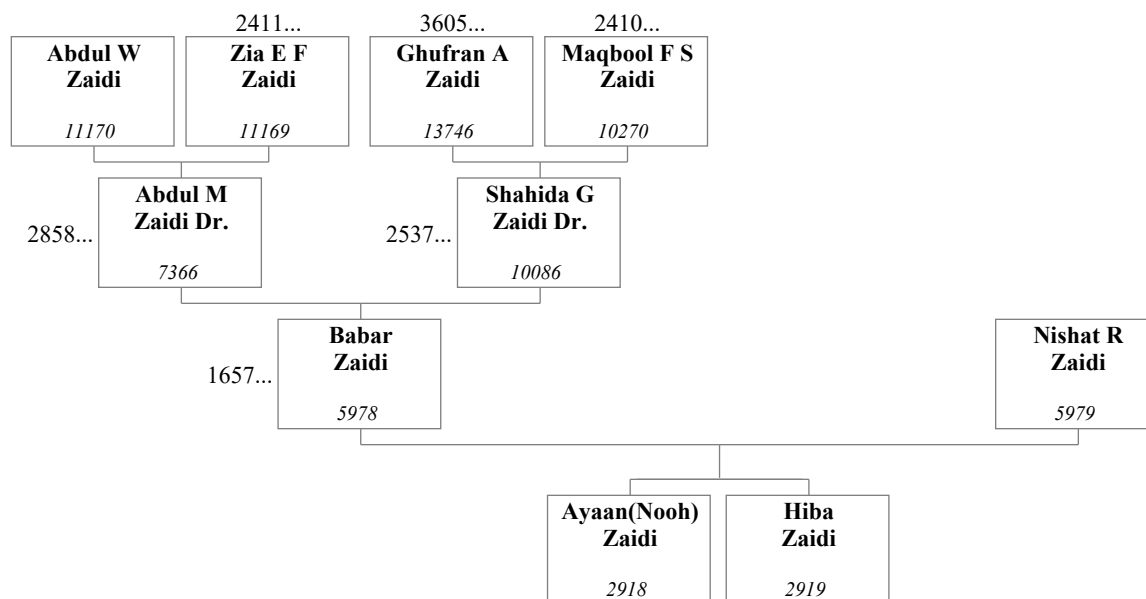 2411...
3605...
2410...
Abdul W
Zaidi
11170
Zia E F
Zaidi
11169
Ghufran A
Zaidi
13746
Maqbool F S
Zaidi
10270
2858...
Abdul M
Zaidi Dr.
7366
2537...
Shahida G
Zaidi Dr.
10086
1657...
Babar
Zaidi
5978
Nishat R
Zaidi
5979
Ayaan(Nooh)
Zaidi
2918
Hiba
Zaidi
2919